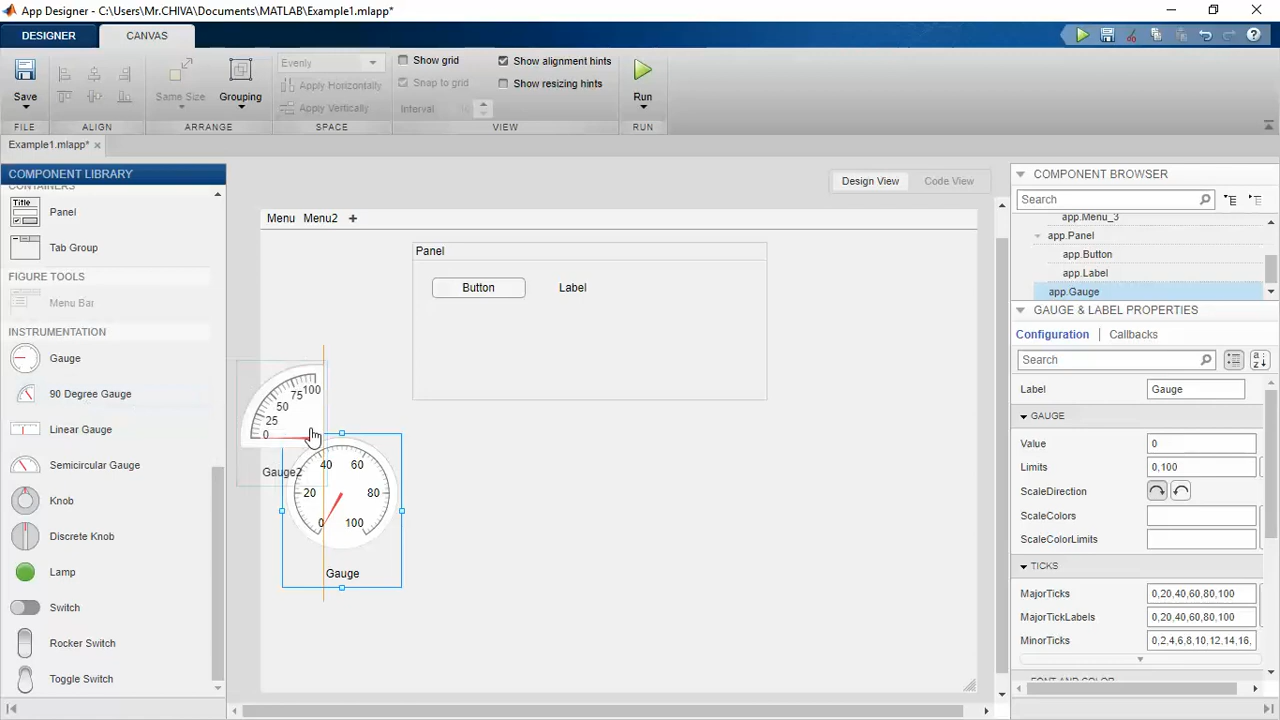 App Designer - C:\Users\Mr.CHIVA\Documents\MATLAB\Example1.mlapp*
DESIGNER
CANVAS
Save
FILE
ALIGN
Same Size
Grouping
ARRANGE
Evenly
Apply Horizontally
Apply Vertically
SPACE
Show grid
Snap to grid
Interval
Show alignment hints
Show resizing hints
VIEW
Run
RUN
Example1.mlapp*
COMPONENT LIBRARY
CONTAINERS
Title
Panel
Tab Group
FIGURE TOOLS
Menu Bar
INSTRUMENTATION
Gauge
90 Degree Gauge
Linear Gauge
Semicircular Gauge
Knob
Discrete Knob
Lamp
Switch
Rocker Switch
Toggle Switch
Design View
Code View
Menu
Menu2
Panel
Button
Label
0
25
50
75
100
Gauge2
0
20
40
60
80
100
Gauge
COMPONENT BROWSER
Search
app.Menu_3
app.Panel
app.Button
app.Label
app.Gauge
GAUGE & LABEL PROPERTIES
Configuration
Callbacks
Search
Label
Gauge
GAUGE
Value
0
Limits
0,100
ScaleDirection
ScaleColors
ScaleColorLimits
TICKS
MajorTicks
0,20,40,60,80,100
MajorTickLabels
0,20,40,60,80,100
MinorTicks
0,2,4,6,8,10,12,14,16,
FONT AND COLOR